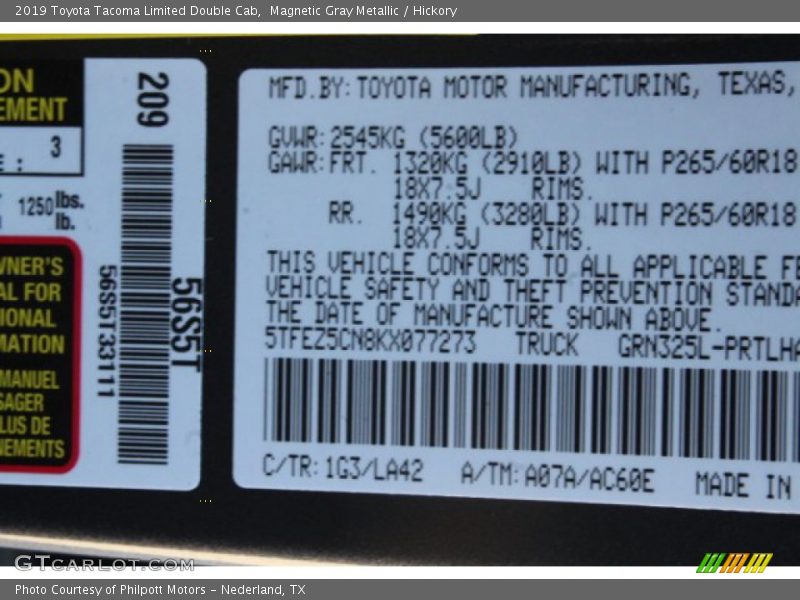 2019 Toyota Tacoma Limited Double Cab,  Magnetic Gray Metallic / Hickory
ON
EMENT
E : 3
1250 lbs.
lb.
WNER'S
AL FOR
IONAL
MATION
MANUEL
SAGER
LUS DE
NEMENTS
209
56S5T33111
56S5T
MFD.BY:TOYOTA MOTOR MANUFACTURING, TEXAS,
GVWR:2545KG (5600LB)
GAWR:FRT. 1320KG (2910LB) WITH P265/60R18
18X7.5J RIMS.
RR. 1490KG (3280LB) WITH P265/60R18
18X7.5J RIMS.
THIS VEHICLE CONFORMS TO ALL APPLICABLE FE
VEHICLE SAFETY AND THEFT PREVENTION STANDA
THE DATE OF MANUFACTURE SHOWN ABOVE.
5TFEZ5CN8KX077273 TRUCK GRN325L-PRTLHA
C/TR:1G3/LA42 A/TM:A07A/AC60E MADE IN
GTCARLOT.COM
Photo Courtesy of Philpott Motors - Nederland, TX